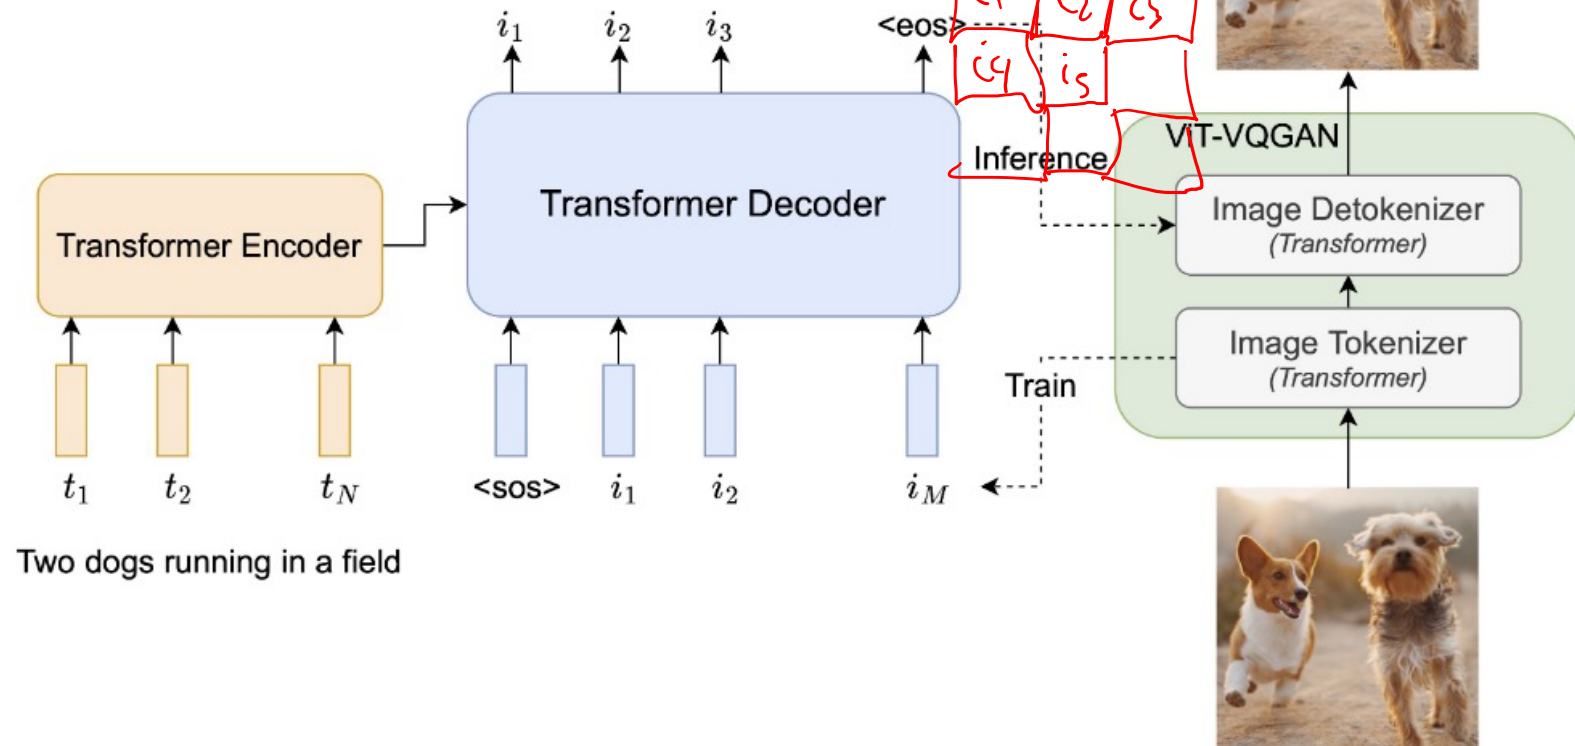 i1 i2 i3 <eos>
i4 i5
ViT-VQGAN
Inference
Transformer Encoder
Transformer Decoder
Image Detokenizer
(Transformer)
Image Tokenizer
(Transformer)
Train
t1 t2 tN <sos> i1 i2 iM
Two dogs running in a field